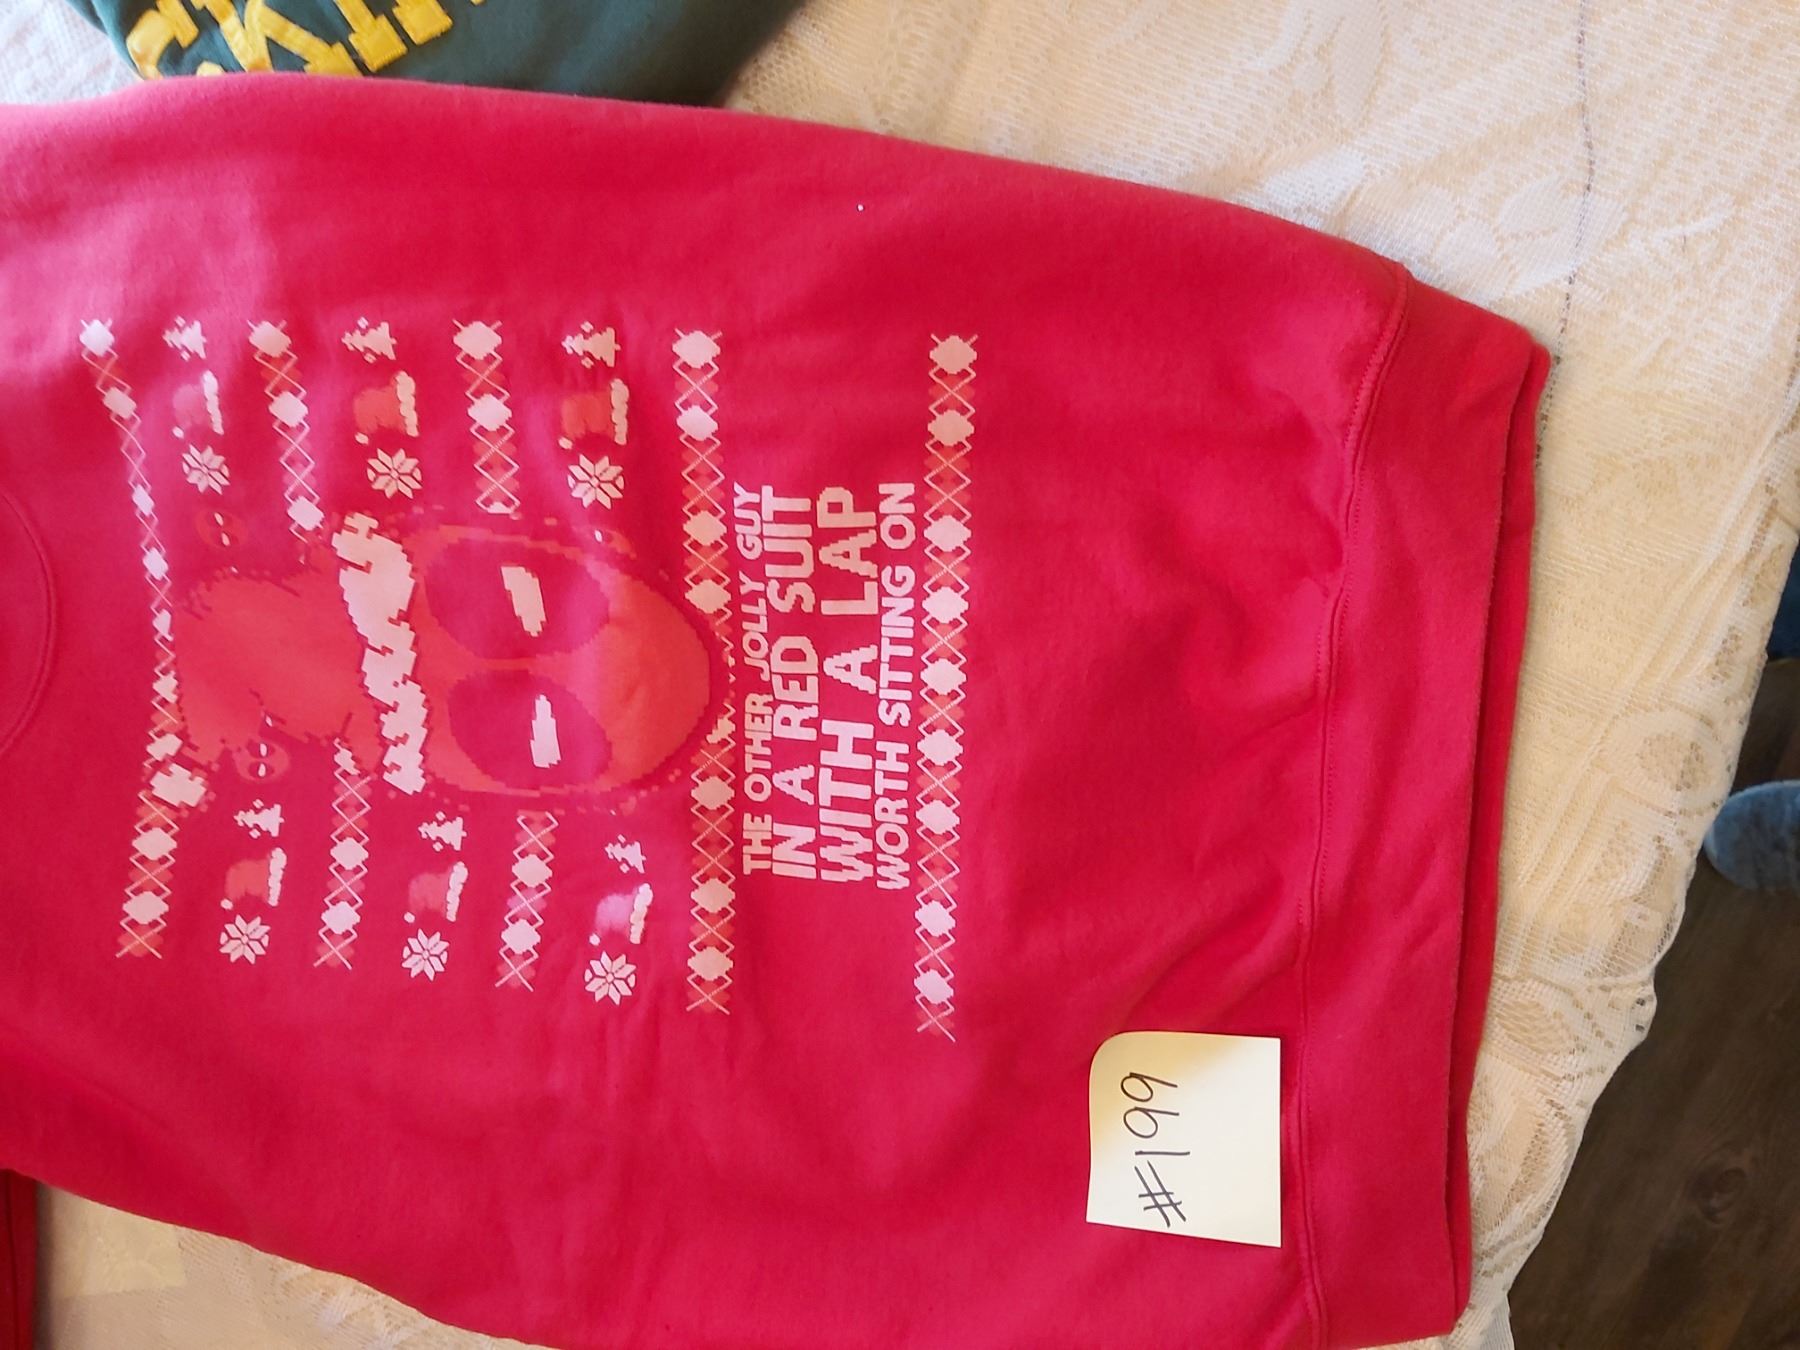 THE OTHER JOLLY GUY
IN A RED SUIT
WITH A LAP
WORTH SITTING ON
#199